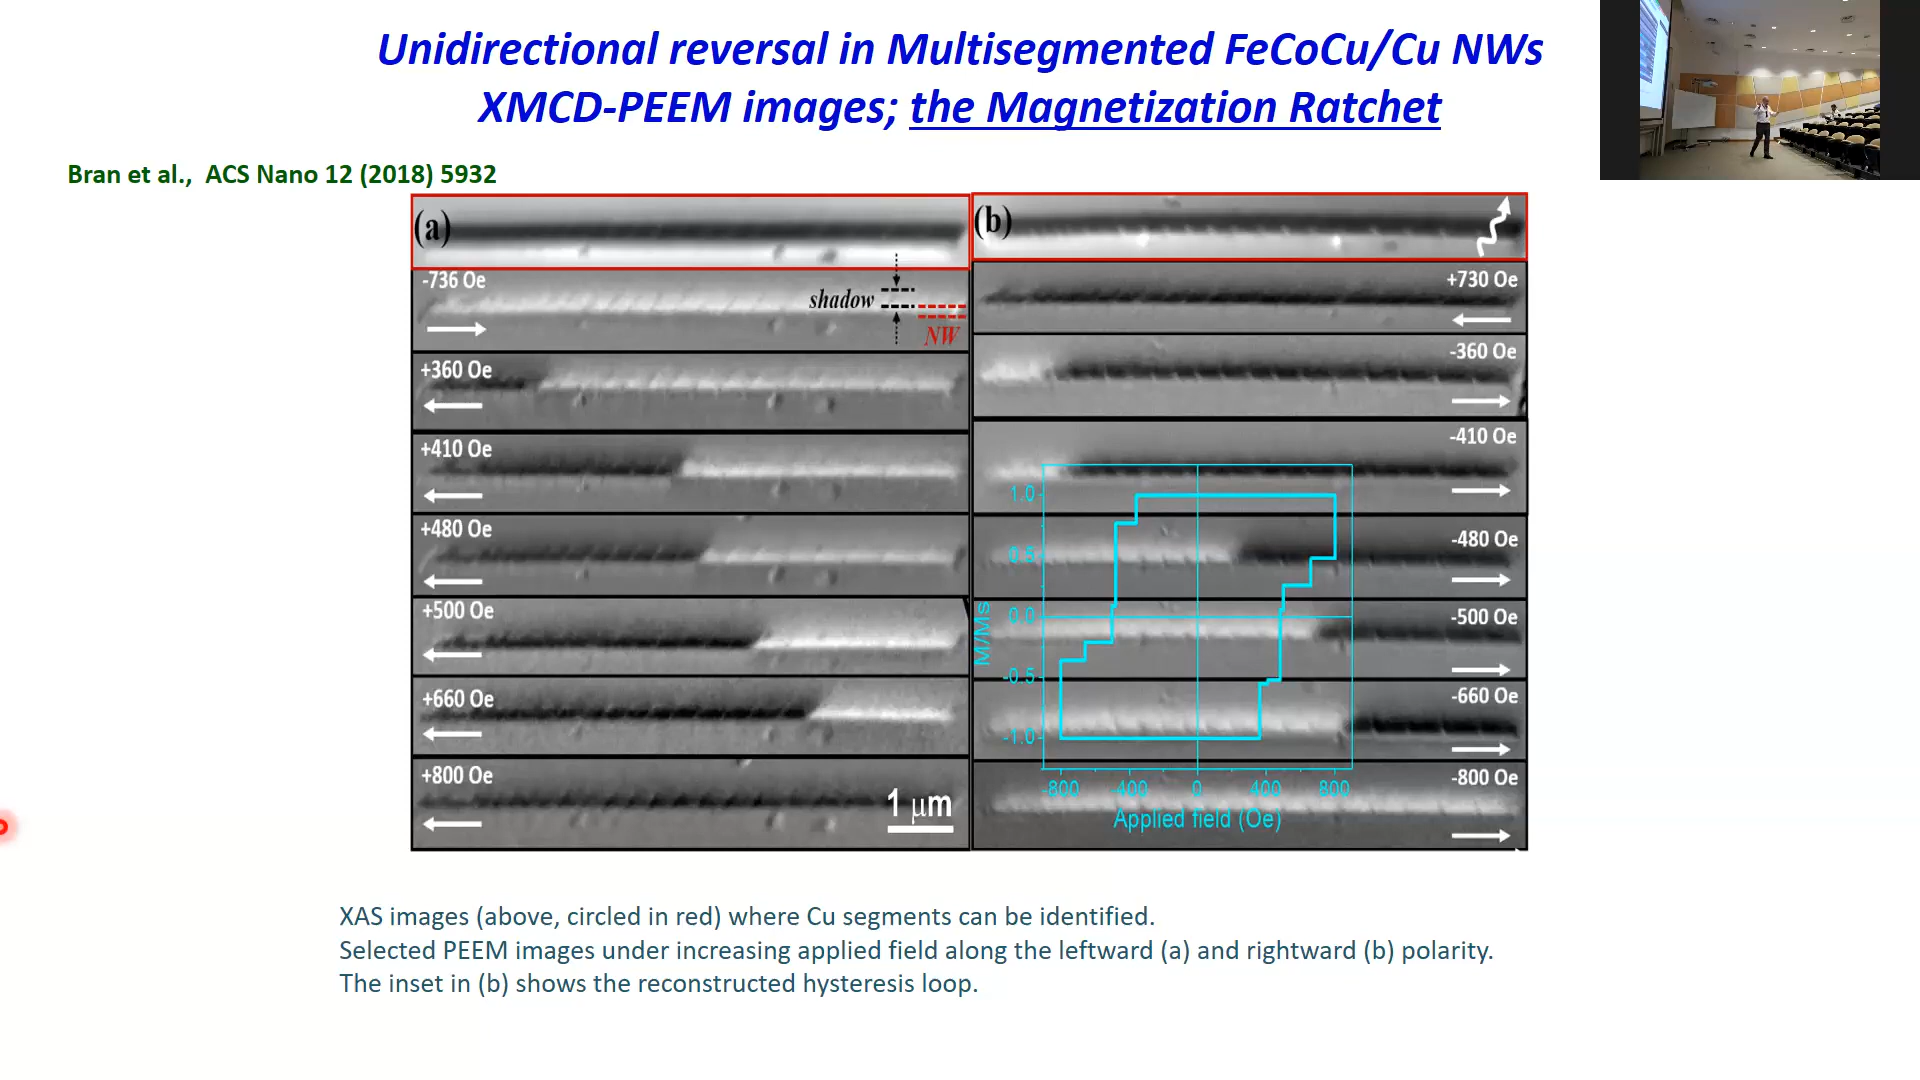 Unidirectional reversal in Multisegmented FeCoCu/Cu NWs
XMCD-PEEM images; the Magnetization Ratchet
Bran et al., ACS Nano 12 (2018) 5932
(a)
-736 Oe
shadow
NW
+360 Oe
+410 Oe
+480 Oe
+500 Oe
+660 Oe
+800 Oe
1 µm
(b)
+730 Oe
-360 Oe
-410 Oe
-480 Oe
-500 Oe
-660 Oe
-800 Oe
1.0
0.5
0.0
-0.5
-1.0
M/Ms
-800 -400 0 400 800
Applied field (Oe)
XAS images (above, circled in red) where Cu segments can be identified.
Selected PEEM images under increasing applied field along the leftward (a) and rightward (b) polarity.
The inset in (b) shows the reconstructed hysteresis loop.